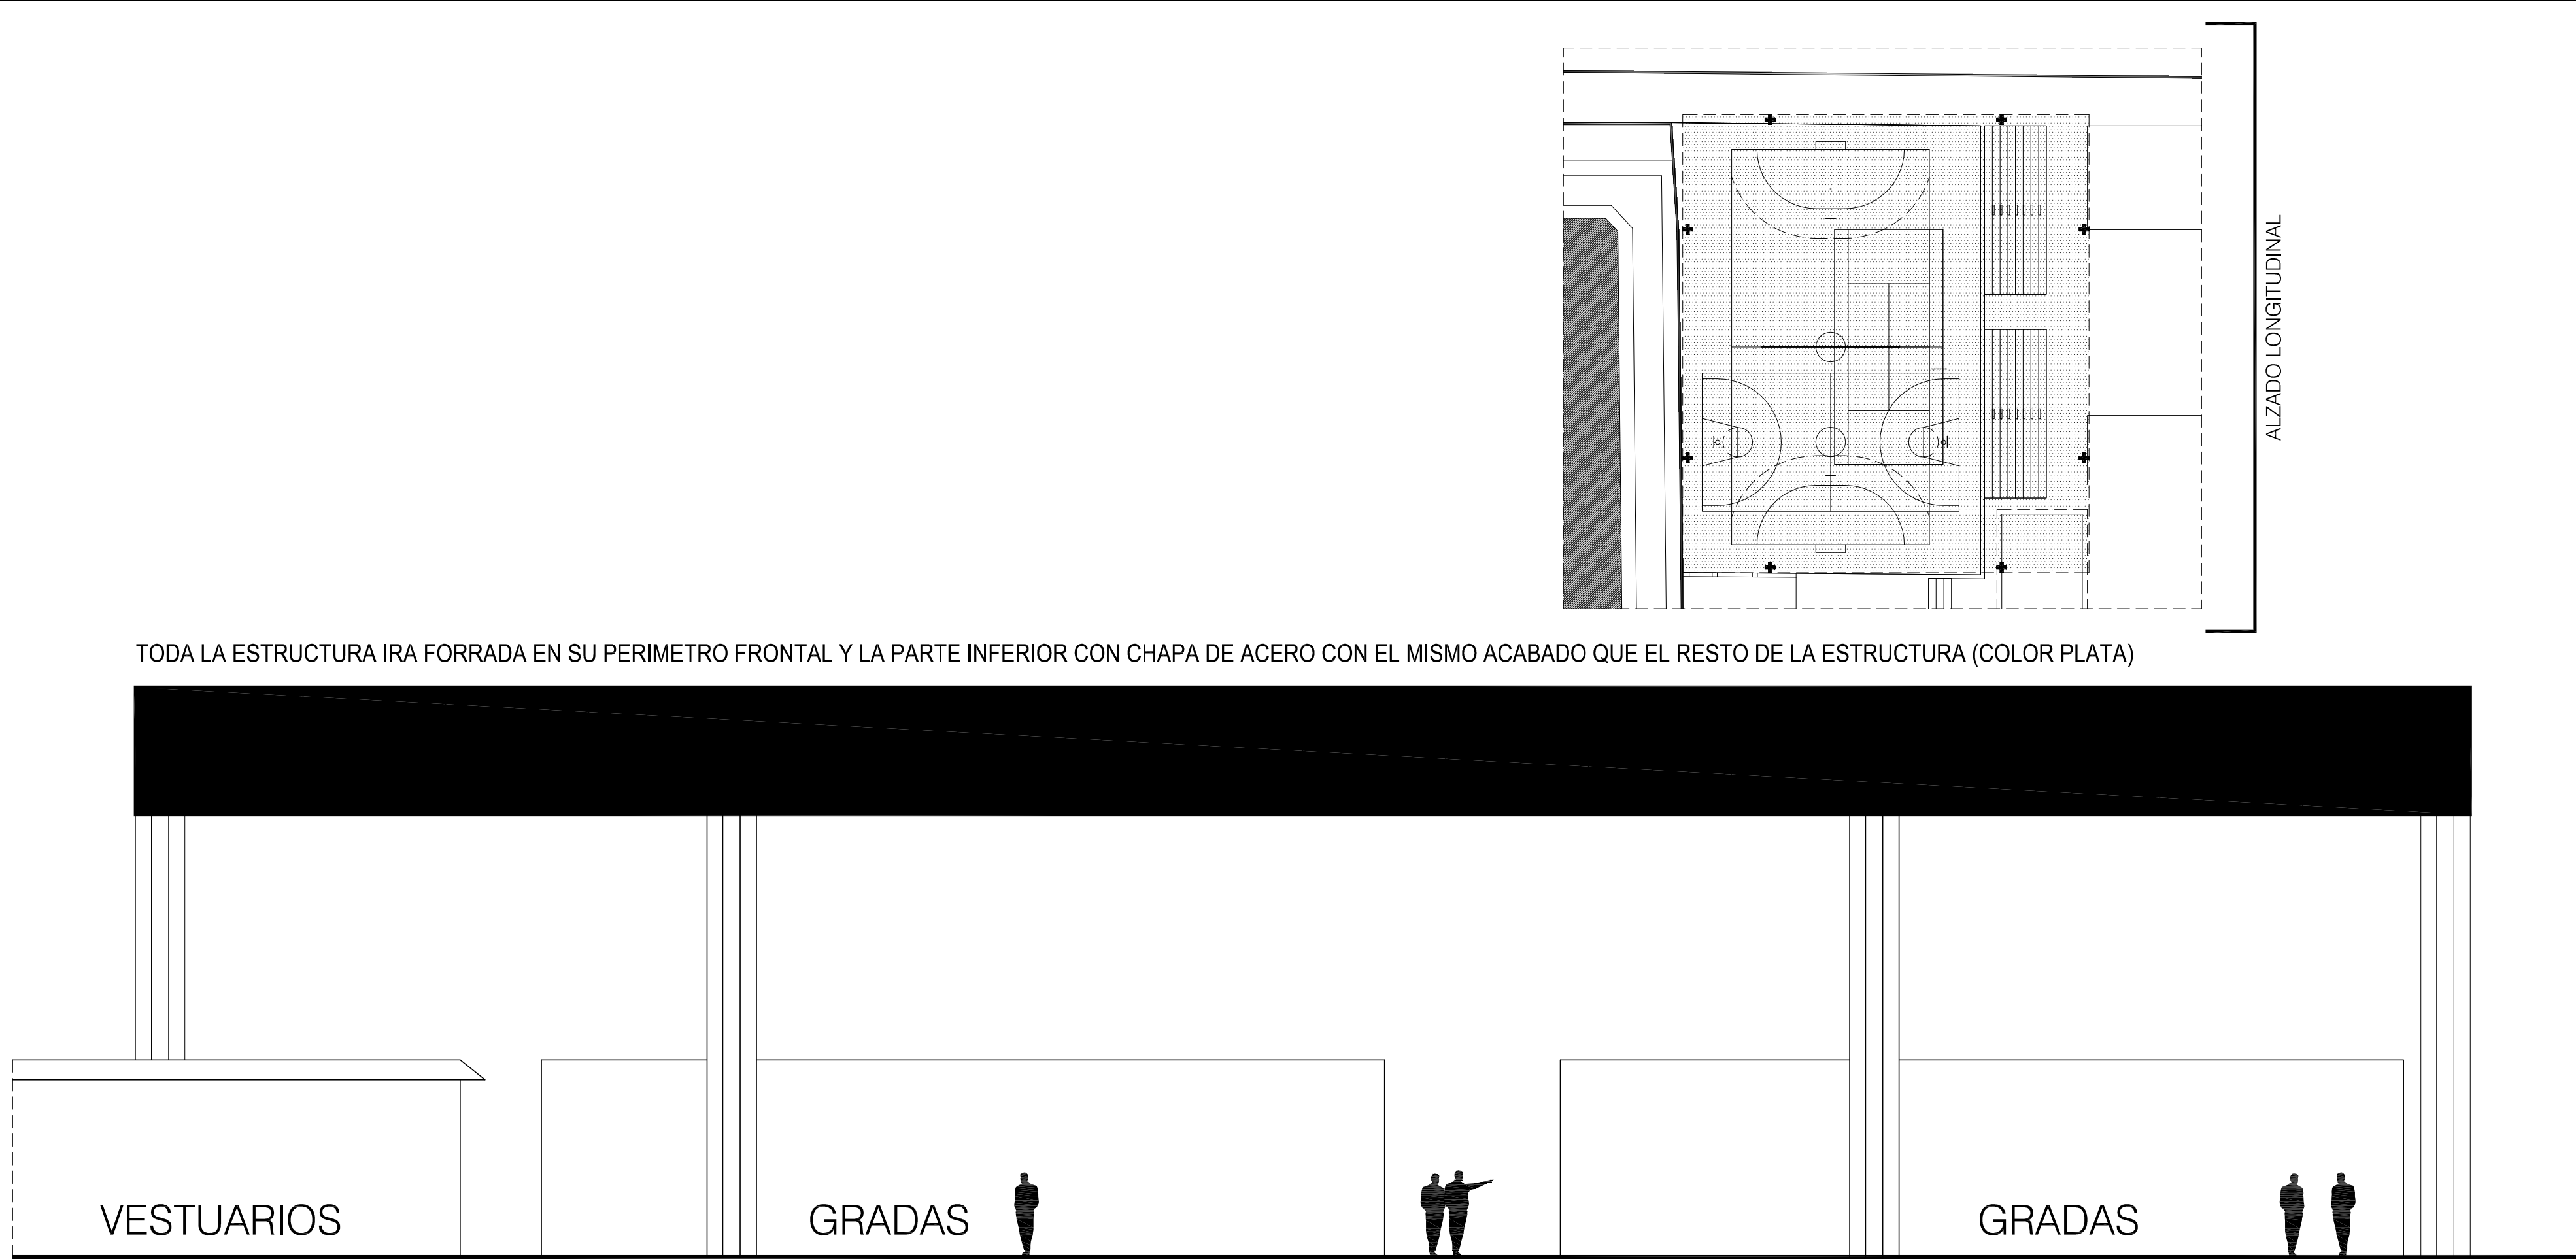 ALZADO LONGITUDINAL
TODA LA ESTRUCTURA IRA FORRADA EN SU PERIMETRO FRONTAL Y LA PARTE INFERIOR CON CHAPA DE ACERO CON EL MISMO ACABADO QUE EL RESTO DE LA ESTRUCTURA (COLOR PLATA)
VESTUARIOS
GRADAS
GRADAS